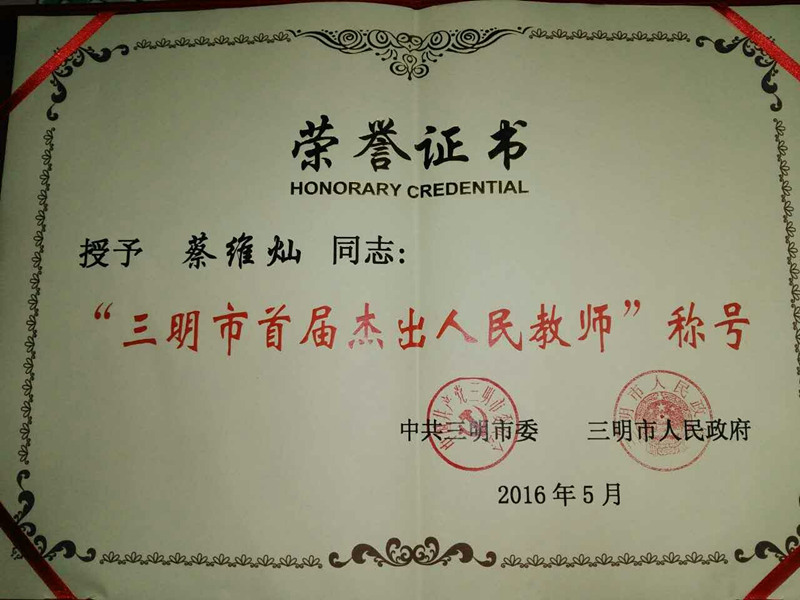 荣誉证书
HONORARY CREDENTIAL
授予 蔡维灿 同志：
“三明市首届杰出人民教师”称号
中共三明市委 三明市人民政府
2016年5月